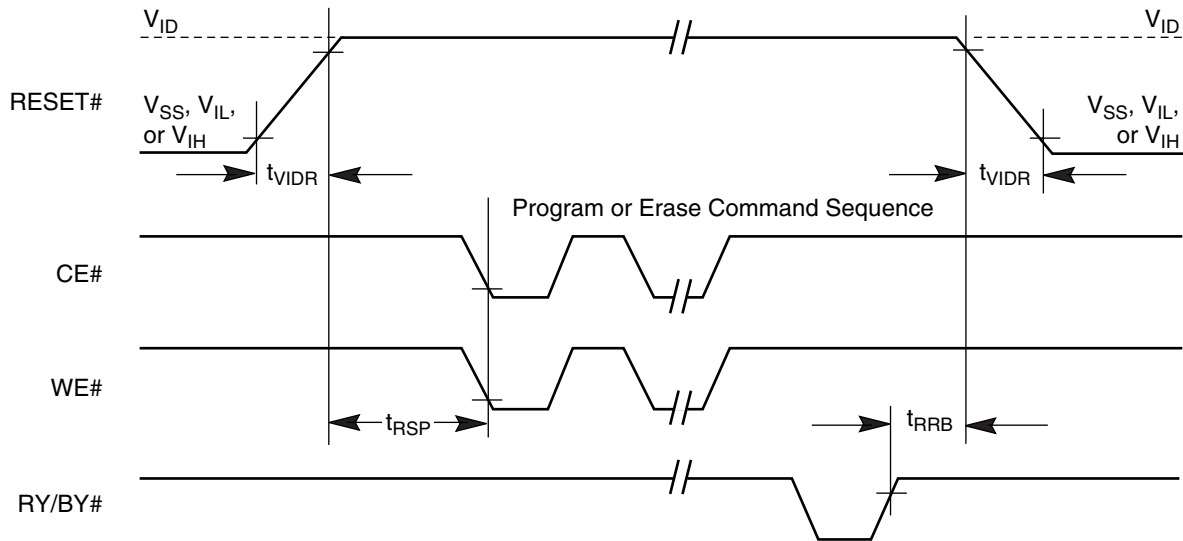 V_ID
V_ID
RESET#
V_SS, V_IL,
or V_IH
V_SS, V_IL,
or V_IH
t_VIDR
t_VIDR
Program or Erase Command Sequence
CE#
WE#
t_RSP
t_RRB
RY/BY#